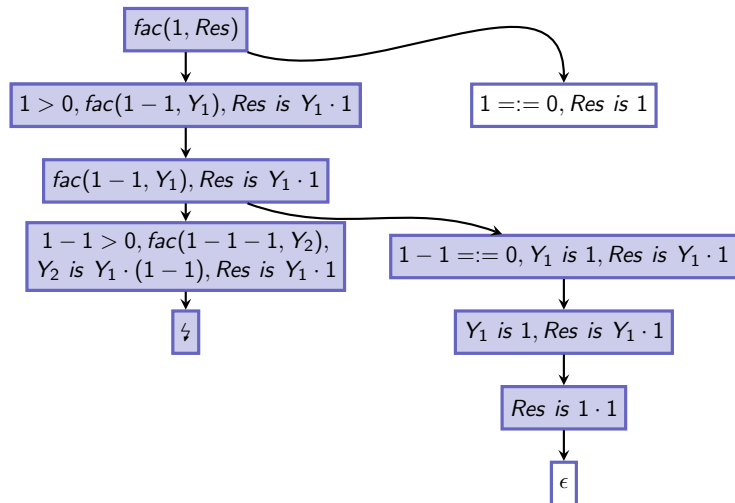 fac(1, Res)
1 > 0, fac(1 − 1, Y₁), Res is Y₁ · 1
1 =:= 0, Res is 1
fac(1 − 1, Y₁), Res is Y₁ · 1
1 − 1 > 0, fac(1 − 1 − 1, Y₂),
Y₂ is Y₁ · (1 − 1), Res is Y₁ · 1
1 − 1 =:= 0, Y₁ is 1, Res is Y₁ · 1
↯
Y₁ is 1, Res is Y₁ · 1
Res is 1 · 1
ϵ